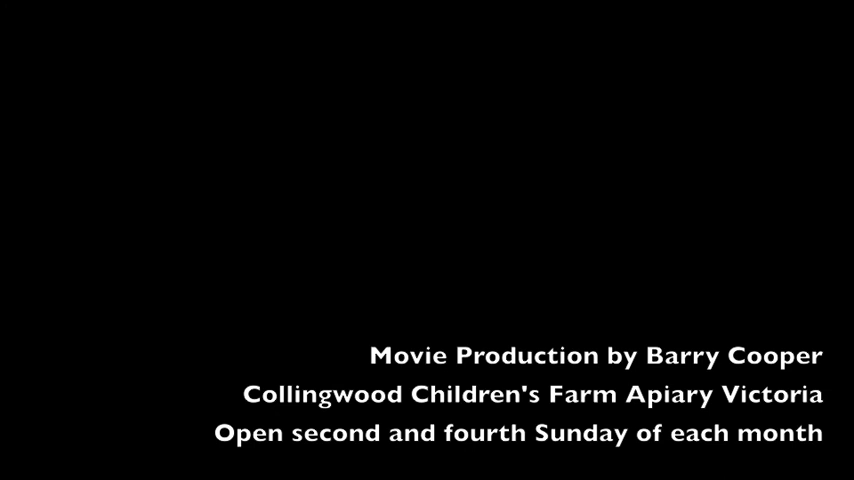 Movie Production by Barry Cooper
Collingwood Children's Farm Apiary Victoria
Open second and fourth Sunday of each month